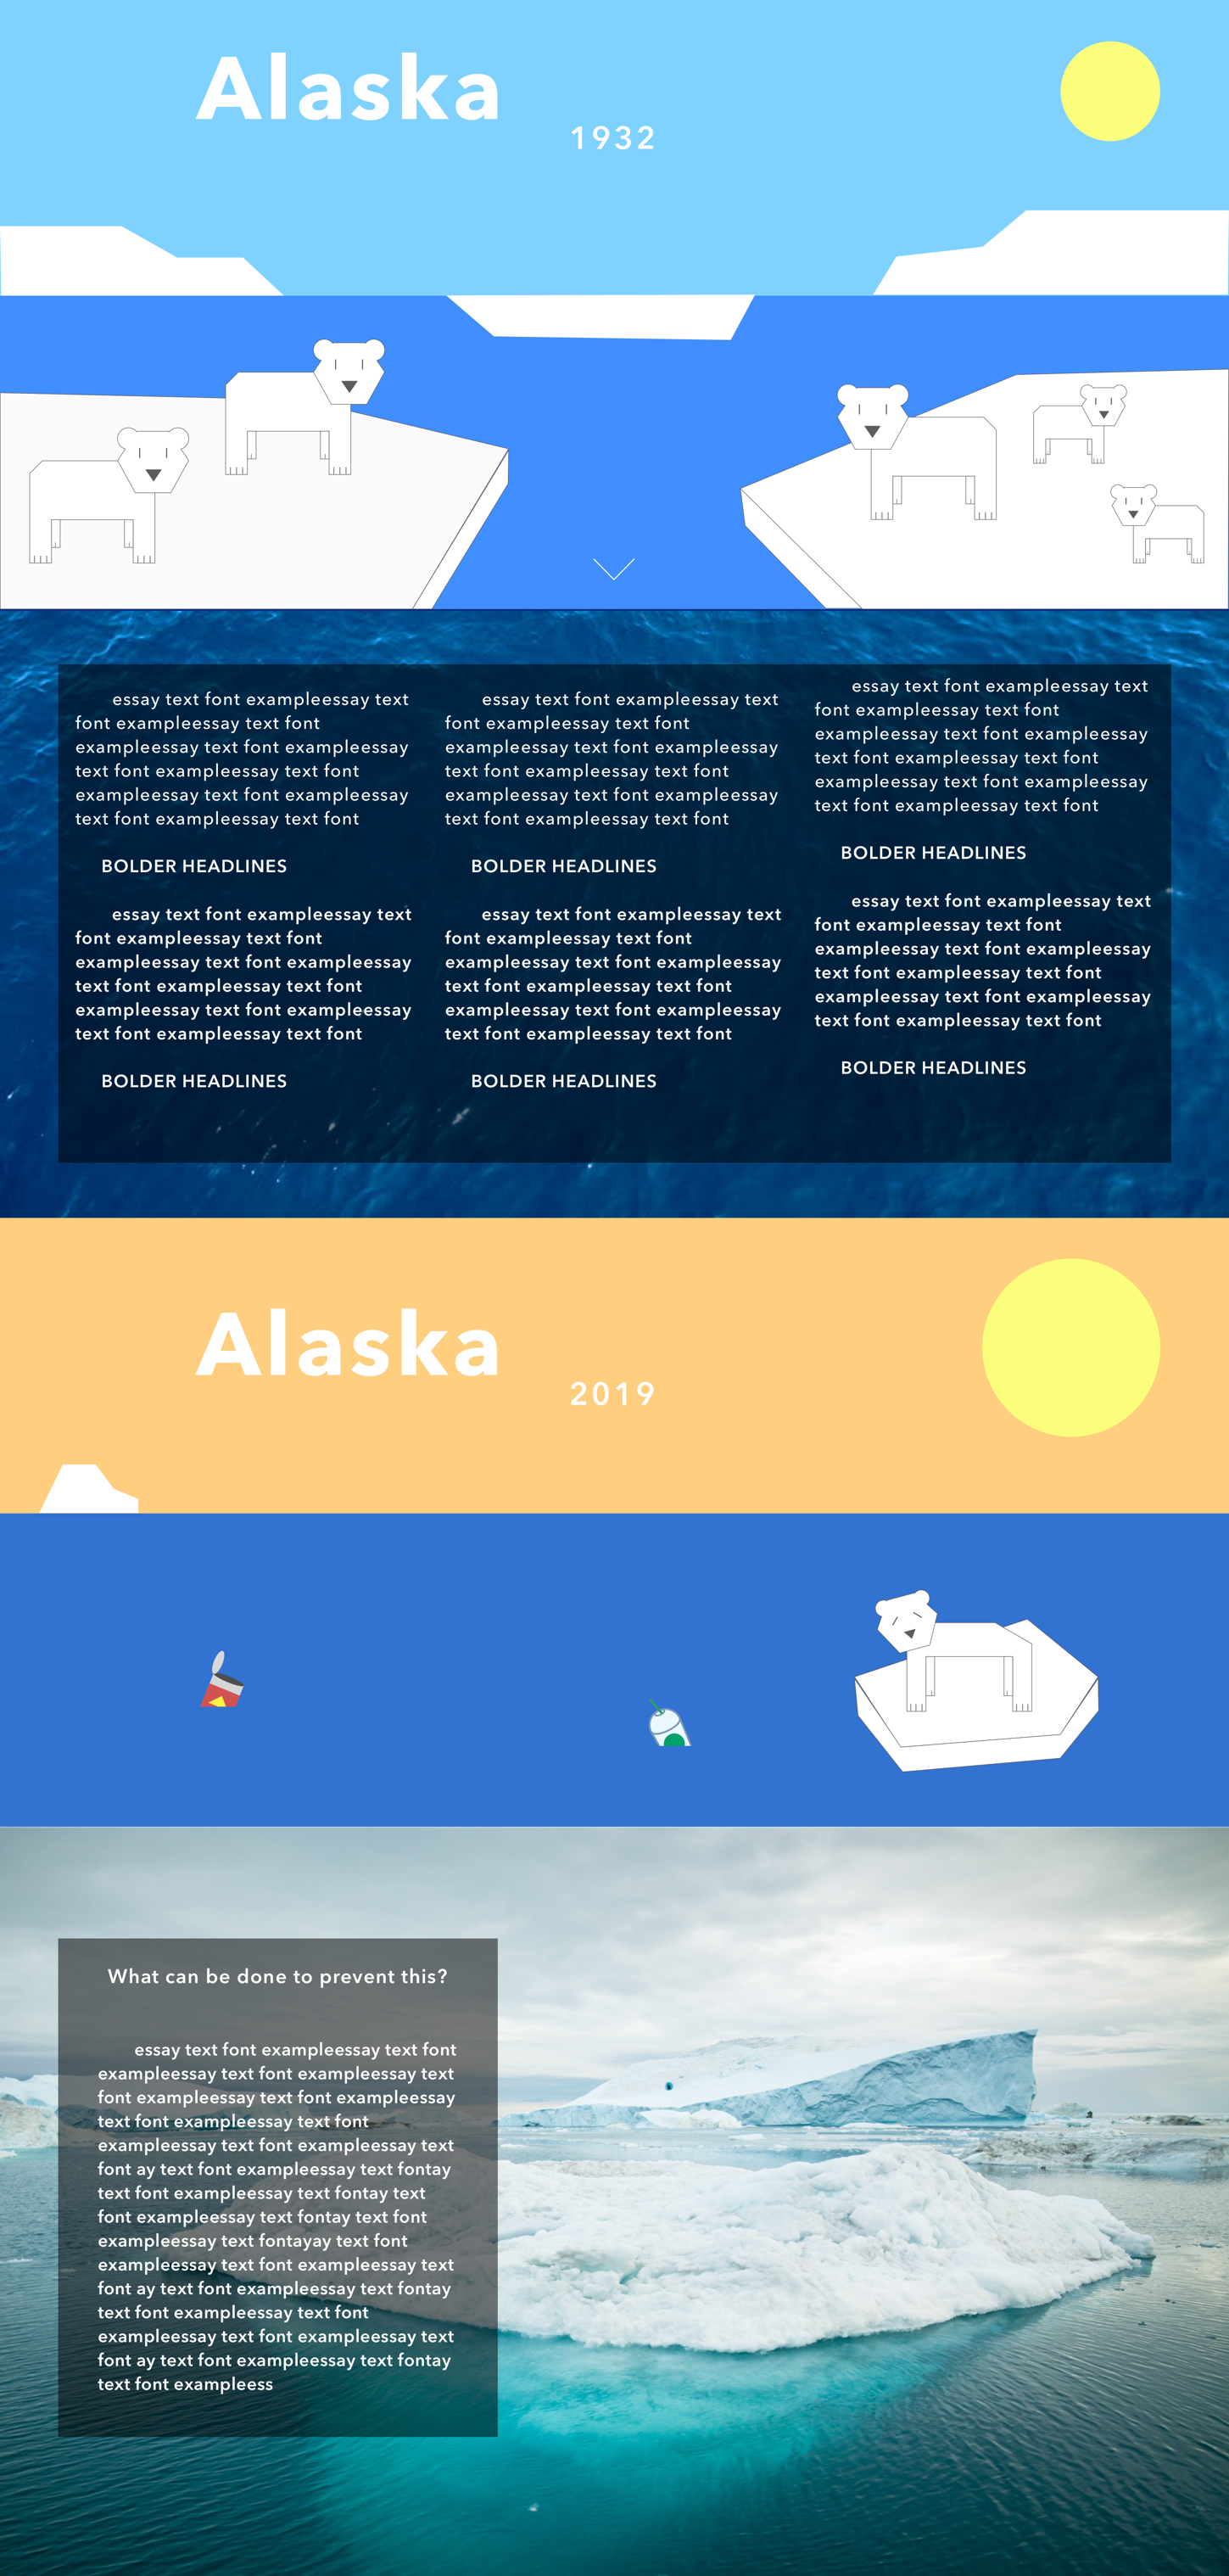 Alaska
1932
essay text font exampleessay text
font exampleessay text font
exampleessay text font exampleessay
text font exampleessay text font
exampleessay text font exampleessay
text font exampleessay text font
BOLDER HEADLINES
essay text font exampleessay text
font exampleessay text font
exampleessay text font exampleessay
text font exampleessay text font
exampleessay text font exampleessay
text font exampleessay text font
BOLDER HEADLINES
essay text font exampleessay text
font exampleessay text font
exampleessay text font exampleessay
text font exampleessay text font
exampleessay text font exampleessay
text font exampleessay text font
BOLDER HEADLINES
essay text font exampleessay text
font exampleessay text font
exampleessay text font exampleessay
text font exampleessay text font
exampleessay text font exampleessay
text font exampleessay text font
BOLDER HEADLINES
essay text font exampleessay text
font exampleessay text font
exampleessay text font exampleessay
text font exampleessay text font
exampleessay text font exampleessay
text font exampleessay text font
BOLDER HEADLINES
essay text font exampleessay text
font exampleessay text font
exampleessay text font exampleessay
text font exampleessay text font
exampleessay text font exampleessay
text font exampleessay text font
BOLDER HEADLINES
Alaska
2019
What can be done to prevent this?
essay text font exampleessay text font
exampleessay text font exampleessay text
font exampleessay text font exampleessay
text font exampleessay text font
exampleessay text font exampleessay text
font ay text font exampleessay text fontay
text font exampleessay text fontay text
font exampleessay text fontay text font
exampleessay text fontayay text font
exampleessay text font exampleessay text
font ay text font exampleessay text fontay
text font exampleessay text font
exampleessay text font exampleessay text
font ay text font exampleessay text fontay
text font exampleess